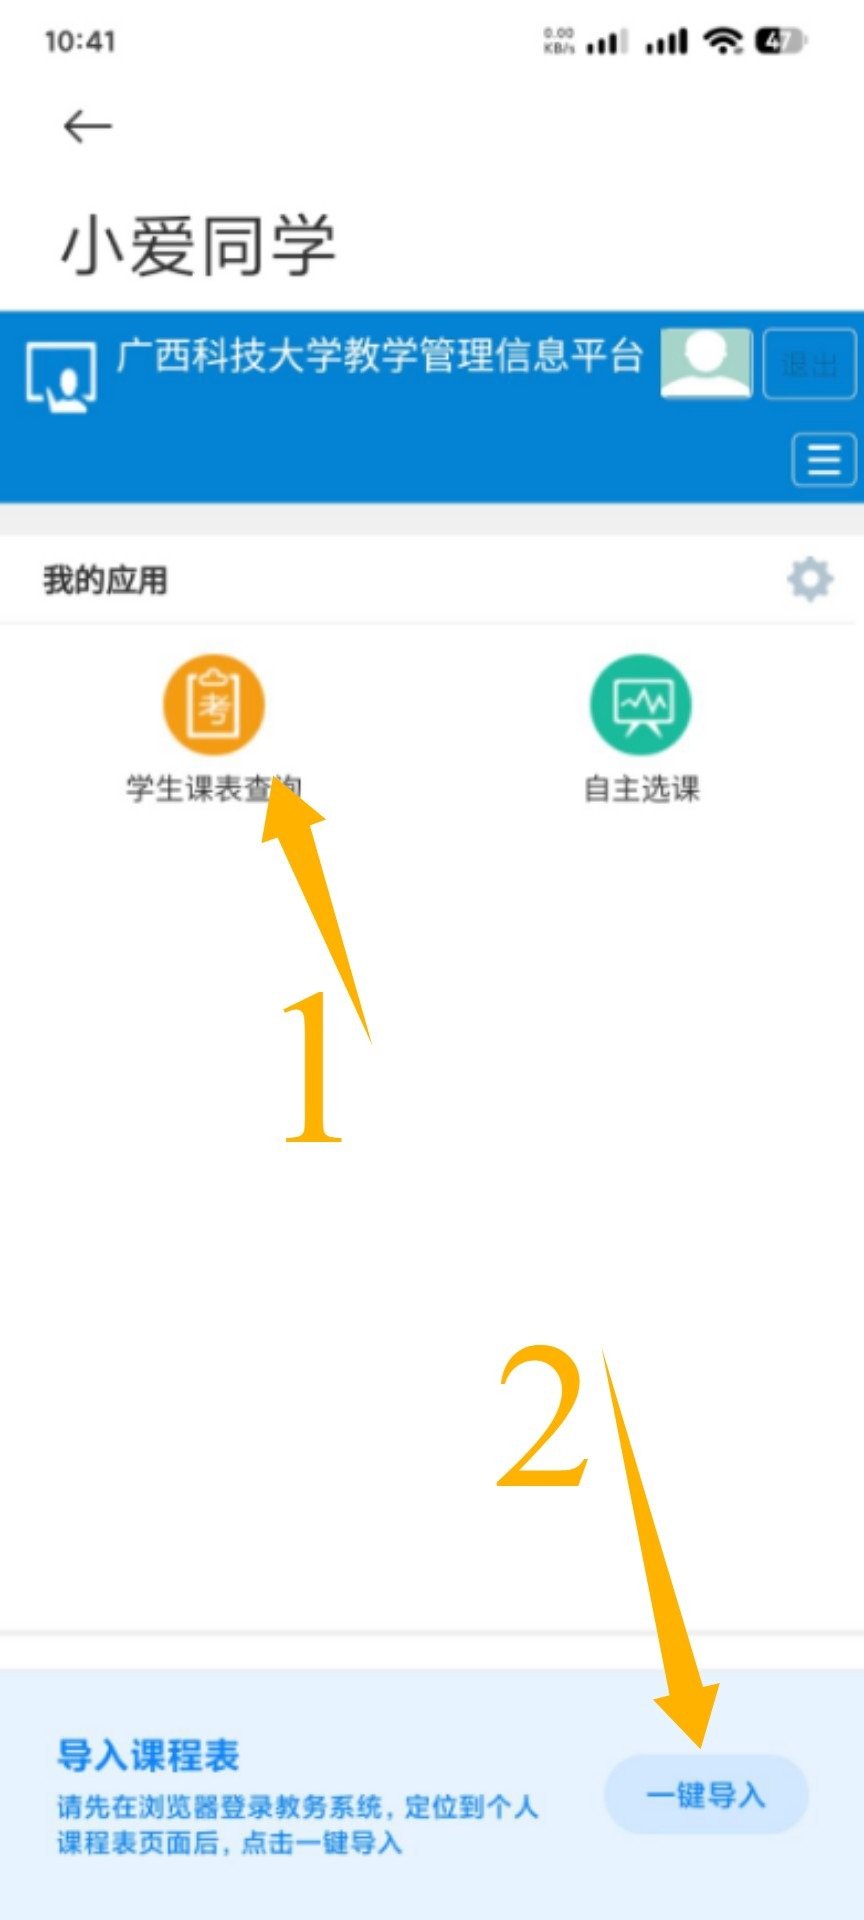 10:41
0.00
KB/s
47
小爱同学
广西科技大学教学管理信息平台
退出
我的应用
考
学生课表查询
自主选课
1
2
导入课程表
请先在浏览器登录教务系统，定位到个人
课程表页面后，点击一键导入
一键导入